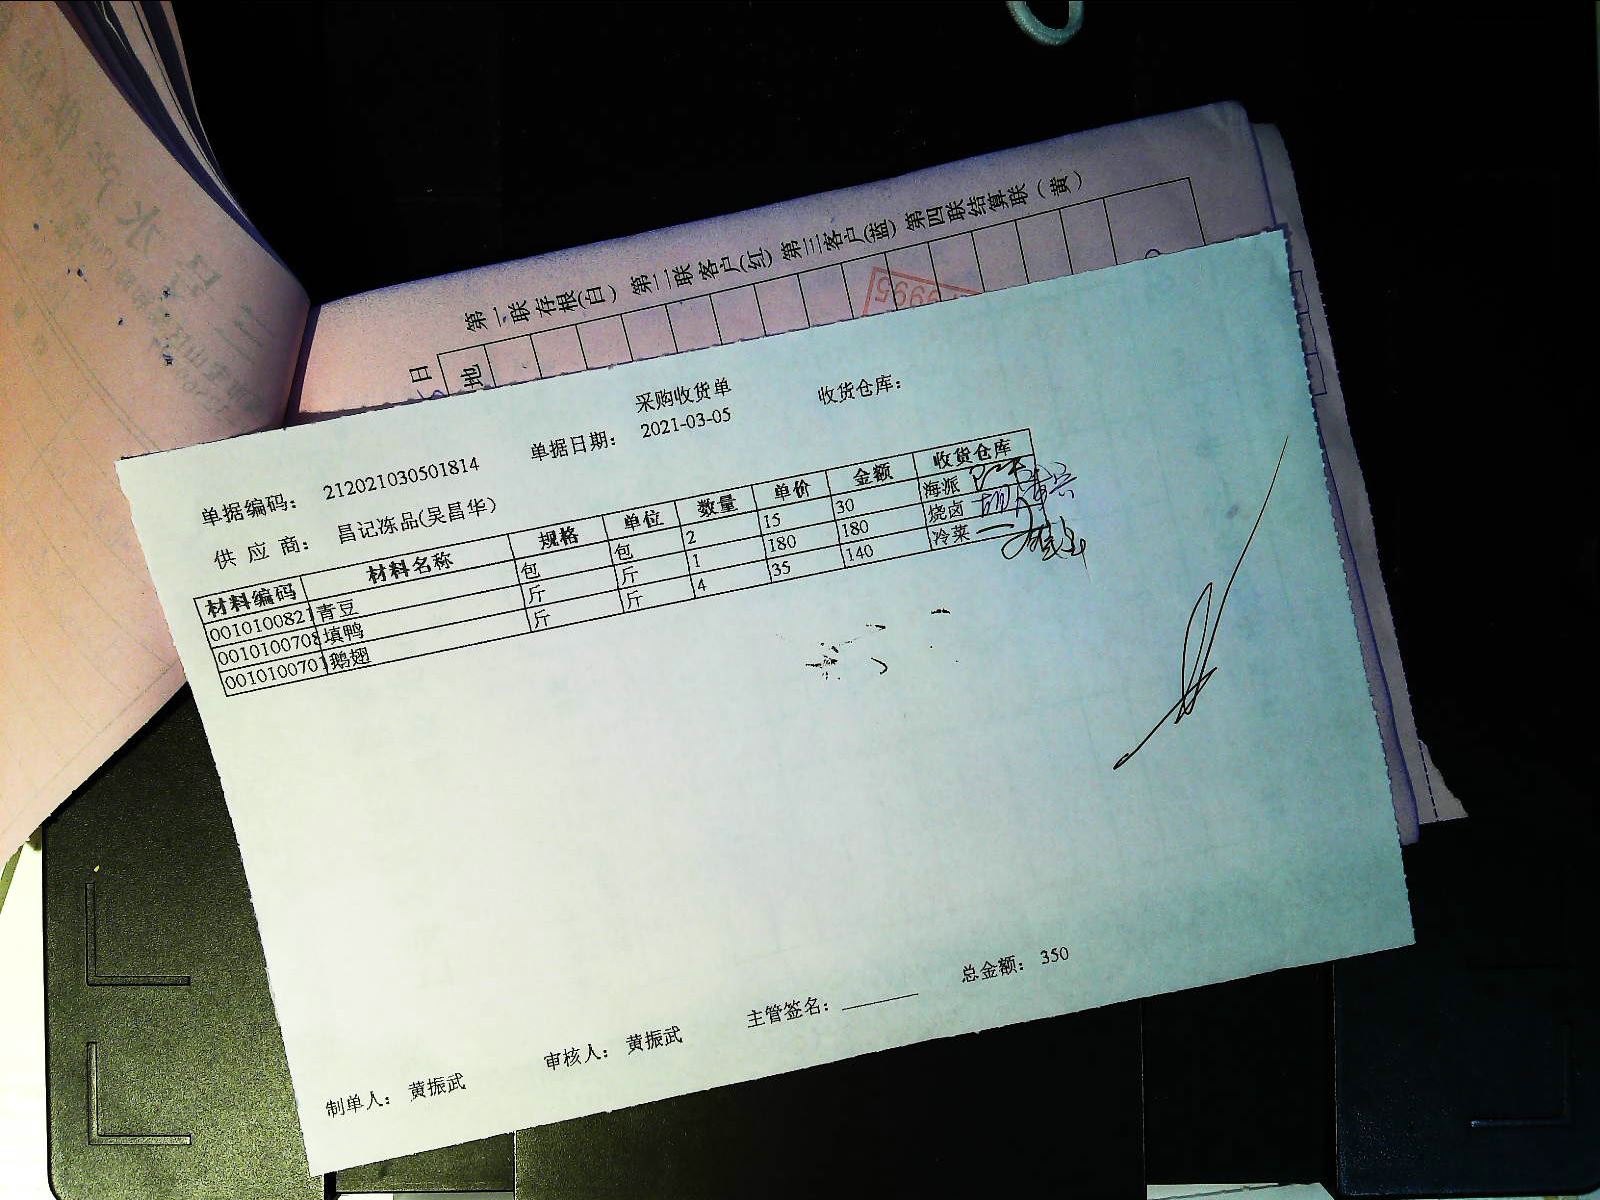 第一联存根(白) 第二联客户(红) 第三客户(蓝) 第四联结算联(黄)
日
地
9995
采购收货单
单据编码: 212021030501814 单据日期: 2021-03-05 收货仓库:
供 应 商: 昌记冻品(吴昌华)
材料编码 材料名称 规格 单位 数量 单价 金额 收货仓库
0010100821 青豆 包 包 2 15 30 海派
001010070 填鸭 斤 斤 1 180 180 烧卤
001010070 鹅翅 斤 斤 4 35 140 冷菜
制单人: 黄振武 审核人: 黄振武 主管签名: 总金额: 350